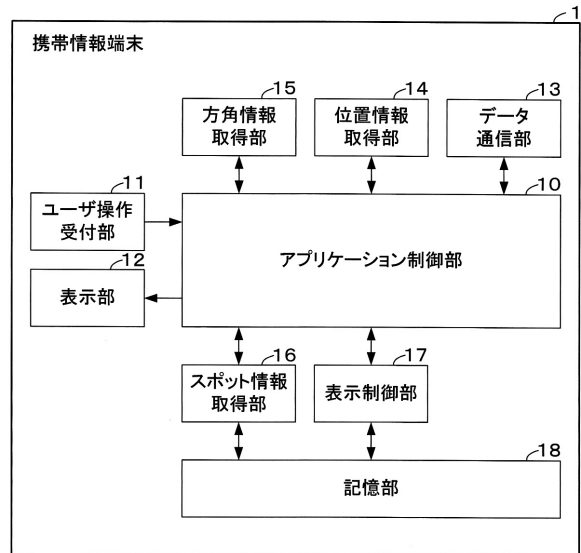 1
携帯情報端末
15
方角情報
取得部
14
位置情報
取得部
13
データ
通信部
11
ユーザ操作
受付部
10
アプリケーション制御部
12
表示部
16
スポット情報
取得部
17
表示制御部
18
記憶部